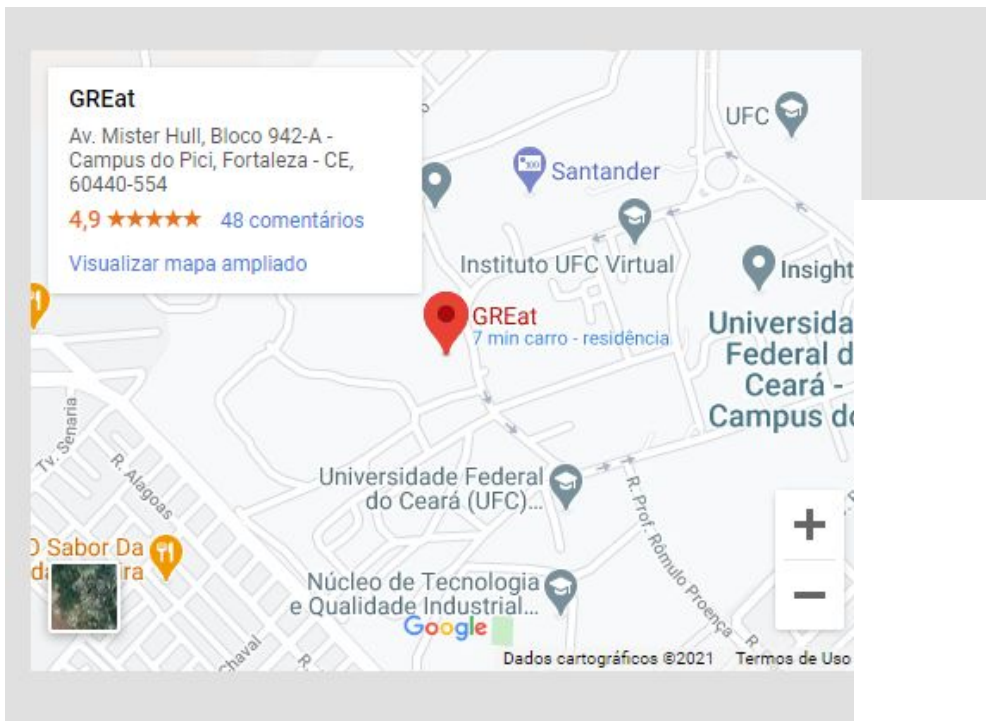 GREat
Av. Mister Hull, Bloco 942-A -
Campus do Pici, Fortaleza - CE,
60440-554
4,9 ★★★★★ 48 comentários
Visualizar mapa ampliado
UFC
Santander
Instituto UFC Virtual
Insight
GREat
7 min carro - residência
Universida
Federal d
Ceará -
Campus do
Tv. Senaria
R. Alagoas
Universidade Federal
do Ceará (UFC)...
R. Prof. Rômulo Proença
O Sabor Da
Núcleo de Tecnologia
e Qualidade Industrial...
Chaval
R.
R.
Google
Dados cartográficos ©2021 Termos de Uso
+
−